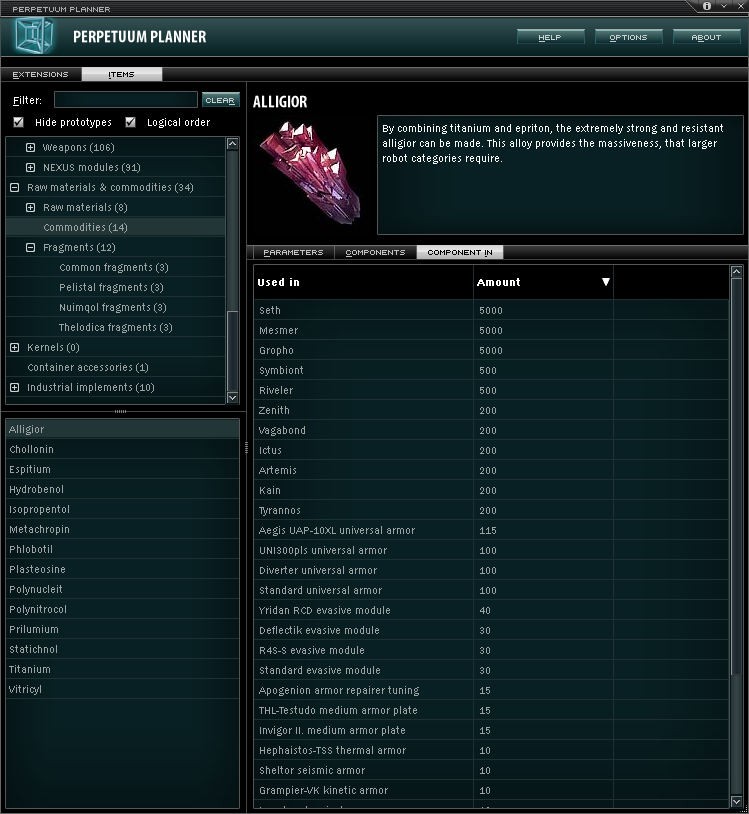 PERPETUUM PLANNER
PERPETUUM PLANNER
HELP
OPTIONS
ABOUT
EXTENSIONS
ITEMS
Filter:
CLEAR
Hide prototypes
Logical order
Weapons (106)
NEXUS modules (91)
Raw materials & commodities (34)
Raw materials (8)
Commodities (14)
Fragments (12)
Common fragments (3)
Pelistal fragments (3)
Nuimqol fragments (3)
Thelodica fragments (3)
Kernels (0)
Container accessories (1)
Industrial implements (10)
Alligior
Chollonin
Espitium
Hydrobenol
Isopropentol
Metachropin
Phlobotil
Plasteosine
Polynucleit
Polynitrocol
Prilumium
Statichnol
Titanium
Vitricyl
ALLIGIOR
By combining titanium and epriton, the extremely strong and resistant
alligior can be made. This alloy provides the massiveness, that larger
robot categories require.
PARAMETERS
COMPONENTS
COMPONENT IN
Used in Amount
Seth 5000
Mesmer 5000
Gropho 5000
Symbiont 500
Riveler 500
Zenith 200
Vagabond 200
Ictus 200
Artemis 200
Kain 200
Tyrannos 200
Aegis UAP-10XL universal armor 115
UNI300pls universal armor 100
Diverter universal armor 100
Standard universal armor 100
Yridan RCD evasive module 40
Deflectik evasive module 30
R4S-S evasive module 30
Standard evasive module 30
Apogenion armor repairer tuning 15
THL-Testudo medium armor plate 15
Invigor II. medium armor plate 15
Hephaistos-TSS thermal armor 10
Sheltor seismic armor 10
Grampier-VK kinetic armor 10